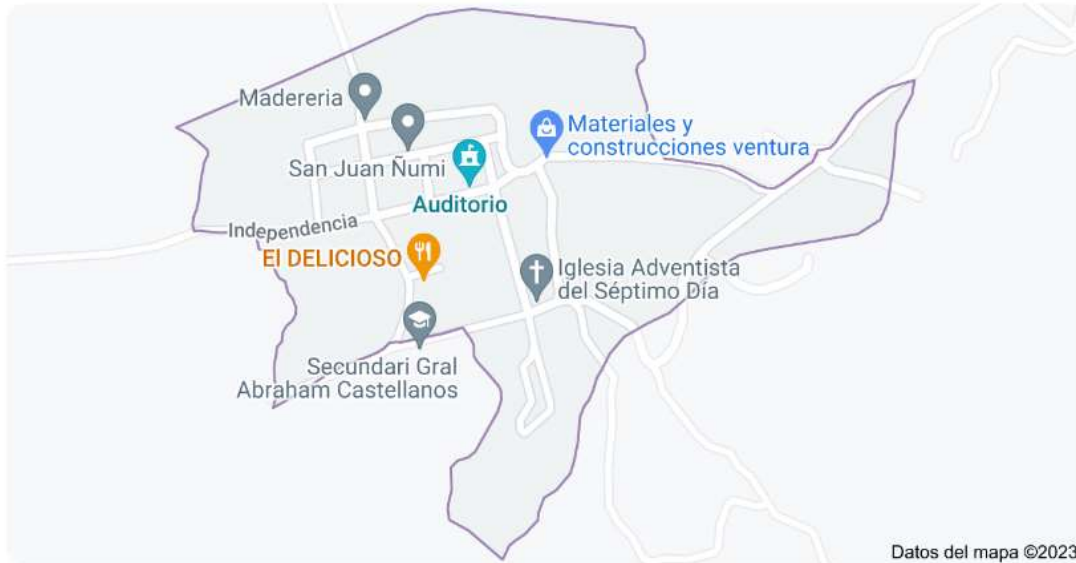 Madereria
Materiales y
construcciones ventura
San Juan Ñumi
Auditorio
Independencia
El DELICIOSO
Iglesia Adventista
del Séptimo Día
Secundari Gral
Abraham Castellanos
Datos del mapa ©2023